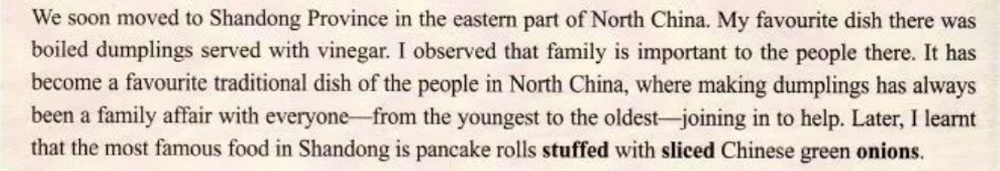 We soon moved to Shandong Province in the eastern part of North China. My favourite dish there was
boiled dumplings served with vinegar. I observed that family is important to the people there. It has
become a favourite traditional dish of the people in North China, where making dumplings has always
been a family affair with everyone—from the youngest to the oldest—joining in to help. Later, I learnt
that the most famous food in Shandong is pancake rolls stuffed with sliced Chinese green onions.